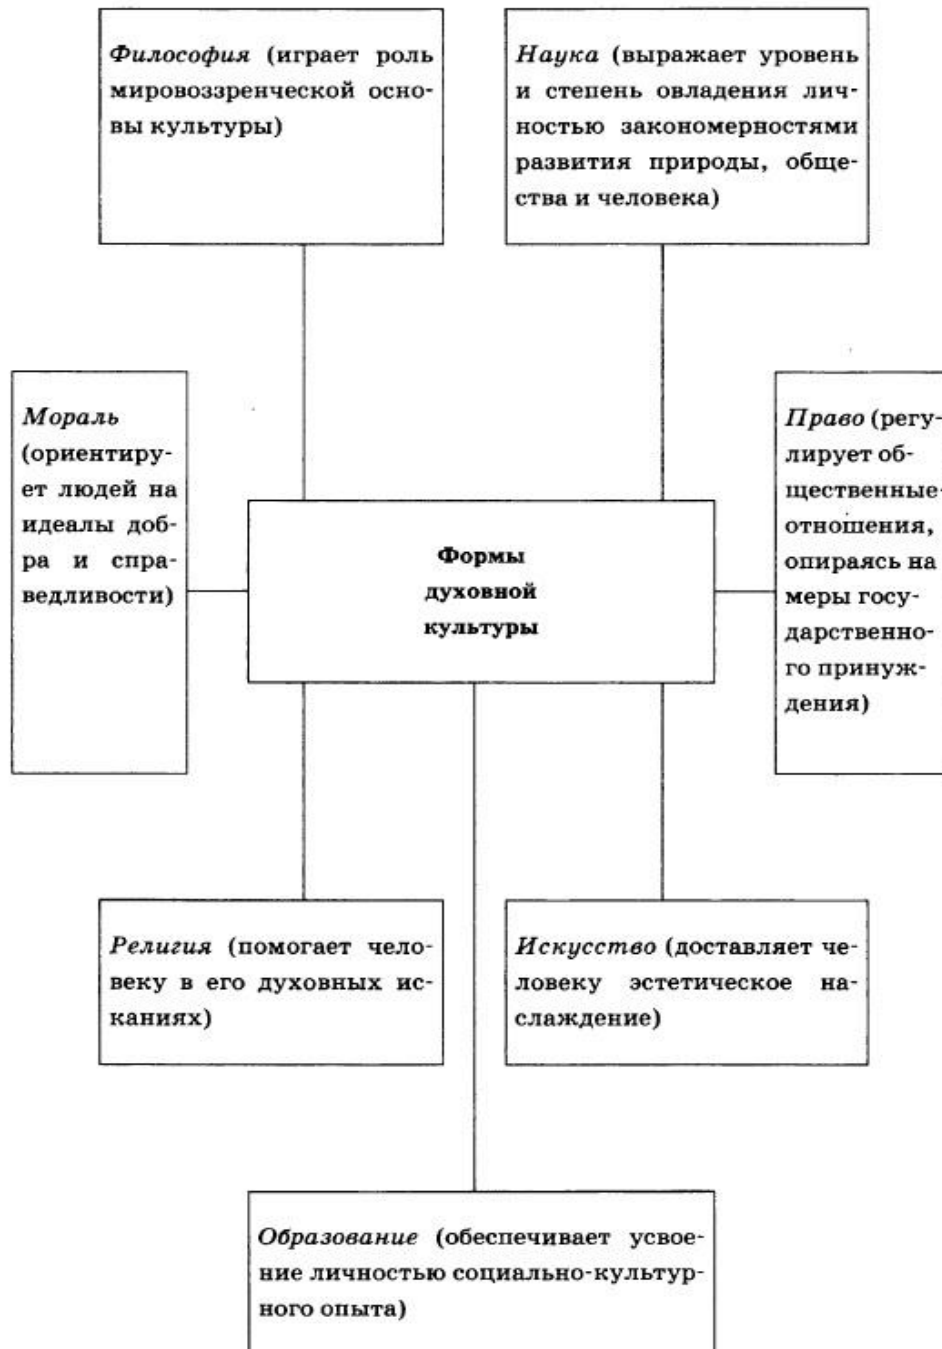 Философия (играет роль
мировоззренческой осно-
вы культуры)
Наука (выражает уровень
и степень овладения лич-
ностью закономерностями
развития природы, обще-
ства и человека)
Мораль
(ориентиру-
ет людей на
идеалы доб-
ра и спра-
ведливости)
Формы
духовной
культуры
Право (регу-
лирует об-
щественные
отношения,
опираясь на
меры госу-
дарственно-
го принуж-
дения)
Религия (помогает чело-
веку в его духовных ис-
каниях)
Искусство (доставляет че-
ловеку эстетическое на-
слаждение)
Образование (обеспечивает усвое-
ние личностью социально-культур-
ного опыта)